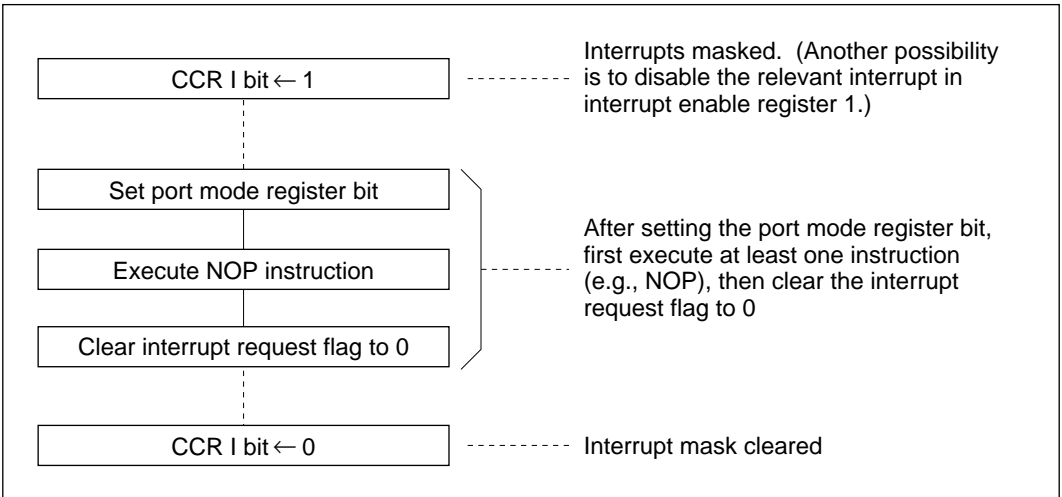 CCR I bit ← 1
Interrupts masked. (Another possibility
is to disable the relevant interrupt in
interrupt enable register 1.)
Set port mode register bit
Execute NOP instruction
Clear interrupt request flag to 0
After setting the port mode register bit,
first execute at least one instruction
(e.g., NOP), then clear the interrupt
request flag to 0
CCR I bit ← 0
Interrupt mask cleared